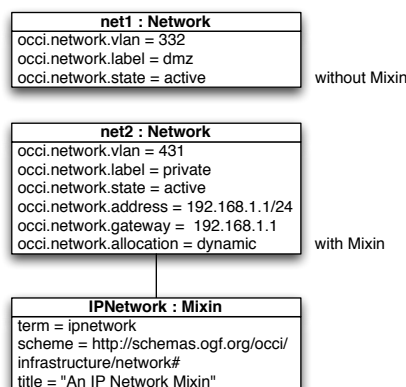 net1 : Network
occi.network.vlan = 332
occi.network.label = dmz
occi.network.state = active
without Mixin
net2 : Network
occi.network.vlan = 431
occi.network.label = private
occi.network.state = active
occi.network.address = 192.168.1.1/24
occi.network.gateway = 192.168.1.1
occi.network.allocation = dynamic
with Mixin
IPNetwork : Mixin
term = ipnetwork
scheme = http://schemas.ogf.org/occi/
infrastructure/network#
title = "An IP Network Mixin"